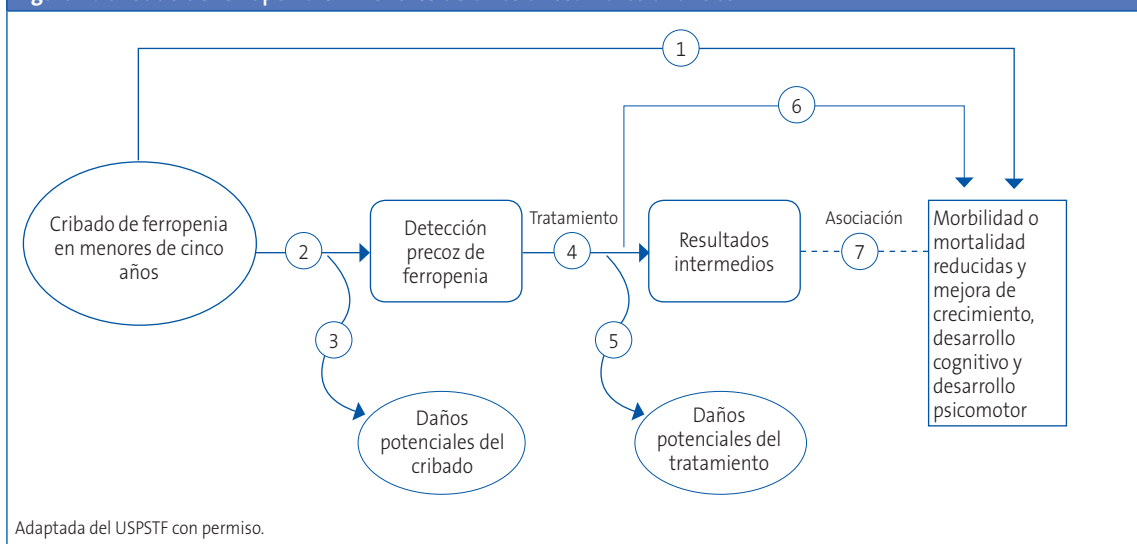 1
6
Cribado de ferropenia
en menores de cinco
años
2
Detección
precoz de
ferropenia
Tratamiento
4
Resultados
intermedios
Asociación
7
Morbilidad o
mortalidad
reducidas y
mejora de
crecimiento,
desarrollo
cognitivo y
desarrollo
psicomotor
3
5
Daños
potenciales del
cribado
Daños
potenciales del
tratamiento
Adaptada del USPSTF con permiso.